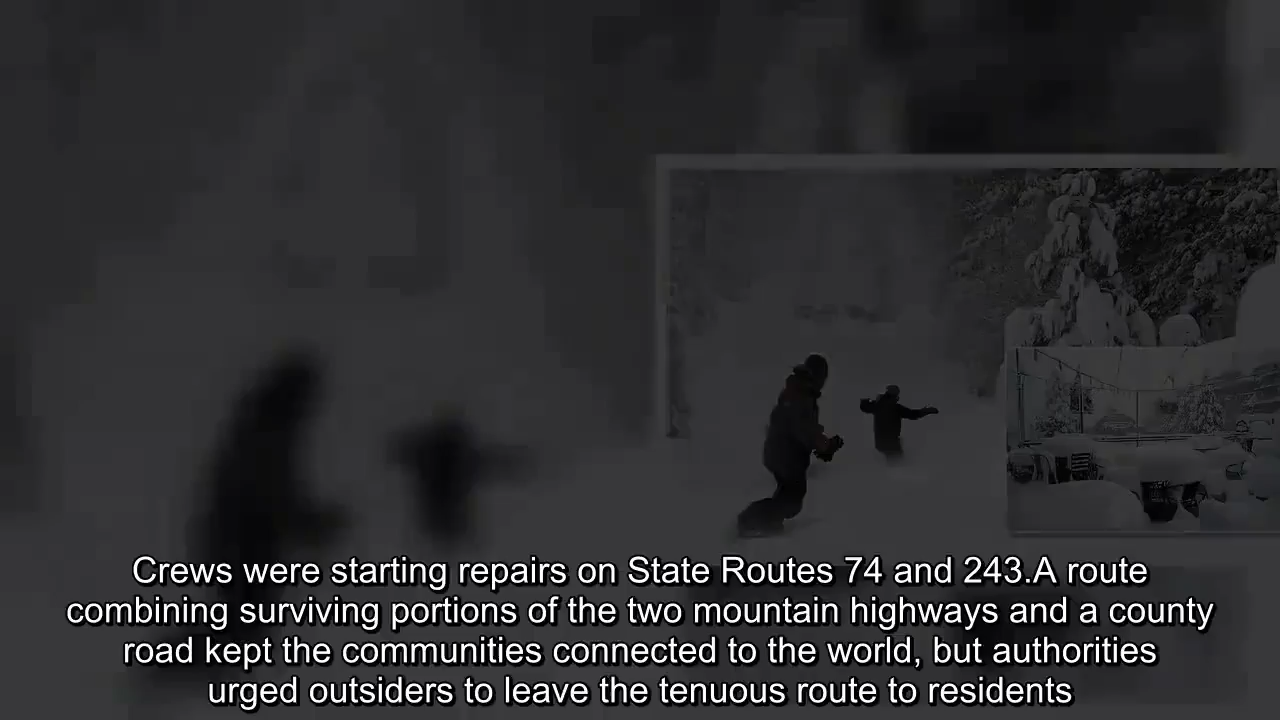 Crews were starting repairs on State Routes 74 and 243.A route
combining surviving portions of the two mountain highways and a county
road kept the communities connected to the world, but authorities
urged outsiders to leave the tenuous route to residents